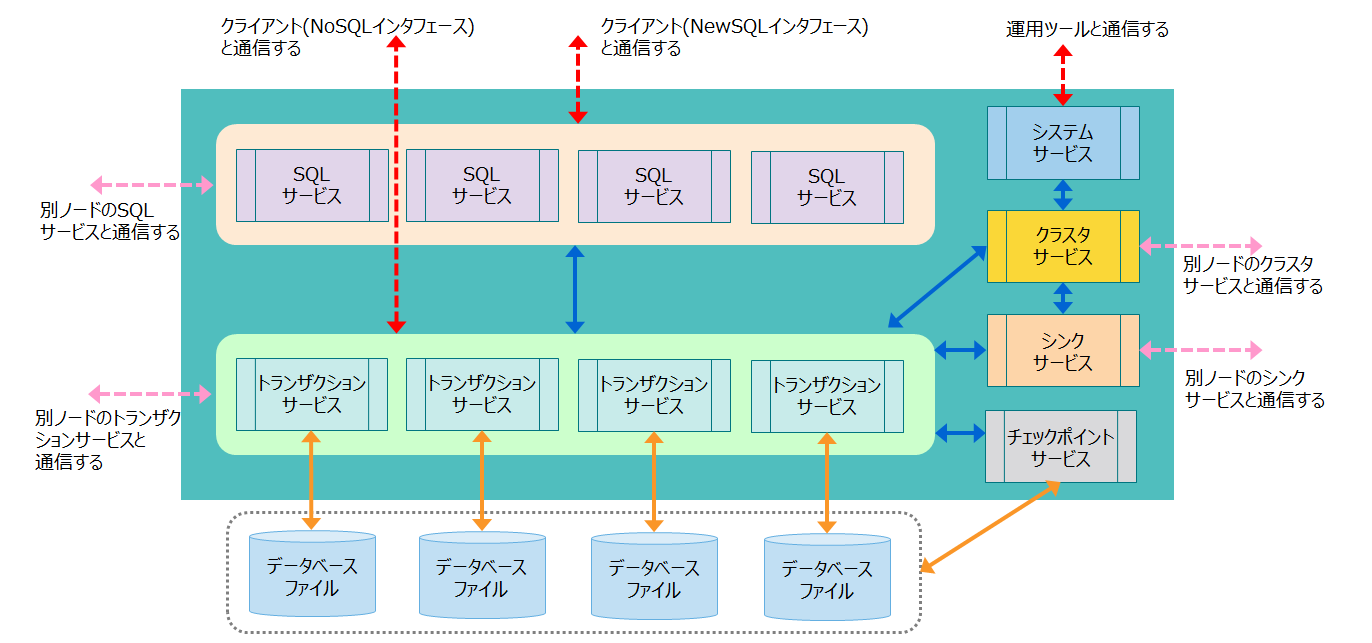 クライアント(NoSQLインタフェース)
と通信する
クライアント(NewSQLインタフェース)
と通信する
運用ツールと通信する
システム
サービス
SQL
サービス
SQL
サービス
SQL
サービス
SQL
サービス
別ノードのSQL
サービスと通信する
クラスタ
サービス
別ノードのクラスタ
サービスと通信する
シンク
サービス
別ノードのシンク
サービスと通信する
トランザクション
サービス
トランザクション
サービス
トランザクション
サービス
トランザクション
サービス
別ノードのトランザク
ションサービスと
通信する
チェックポイント
サービス
データベース
ファイル
データベース
ファイル
データベース
ファイル
データベース
ファイル